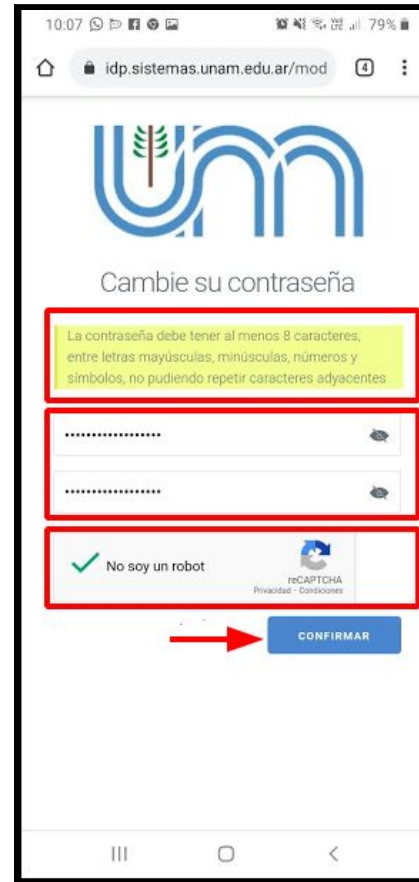 10:07 79%
idp.sistemas.unam.edu.ar/mod 4
um
Cambie su contraseña
La contraseña debe tener al menos 8 caracteres,
entre letras mayúsculas, minúsculas, números y
símbolos, no pudiendo repetir caracteres adyacentes
••••••••••••••••••
••••••••••••••••••
No soy un robot
reCAPTCHA
Privacidad - Condiciones
CONFIRMAR